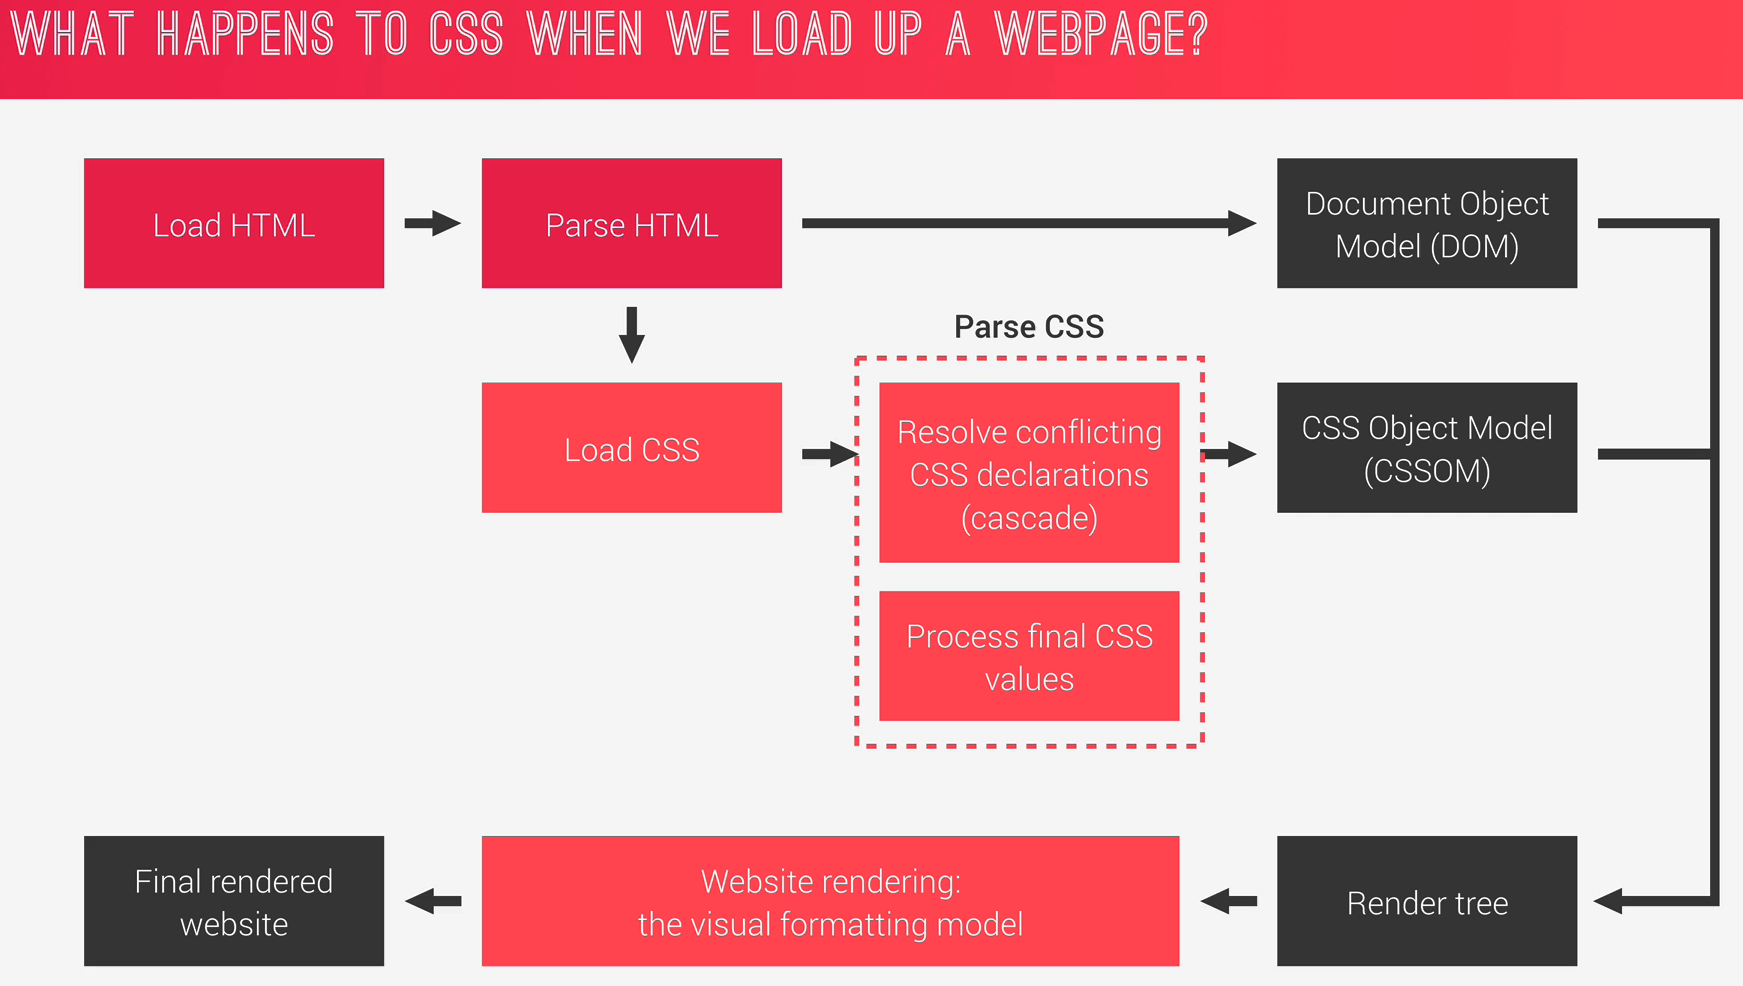 WHAT HAPPENS TO CSS WHEN WE LOAD UP A WEBPAGE?
Load HTML
Parse HTML
Document Object
Model (DOM)
Parse CSS
Load CSS
Resolve conflicting
CSS declarations
(cascade)
CSS Object Model
(CSSOM)
Process final CSS
values
Final rendered
website
Website rendering:
the visual formatting model
Render tree